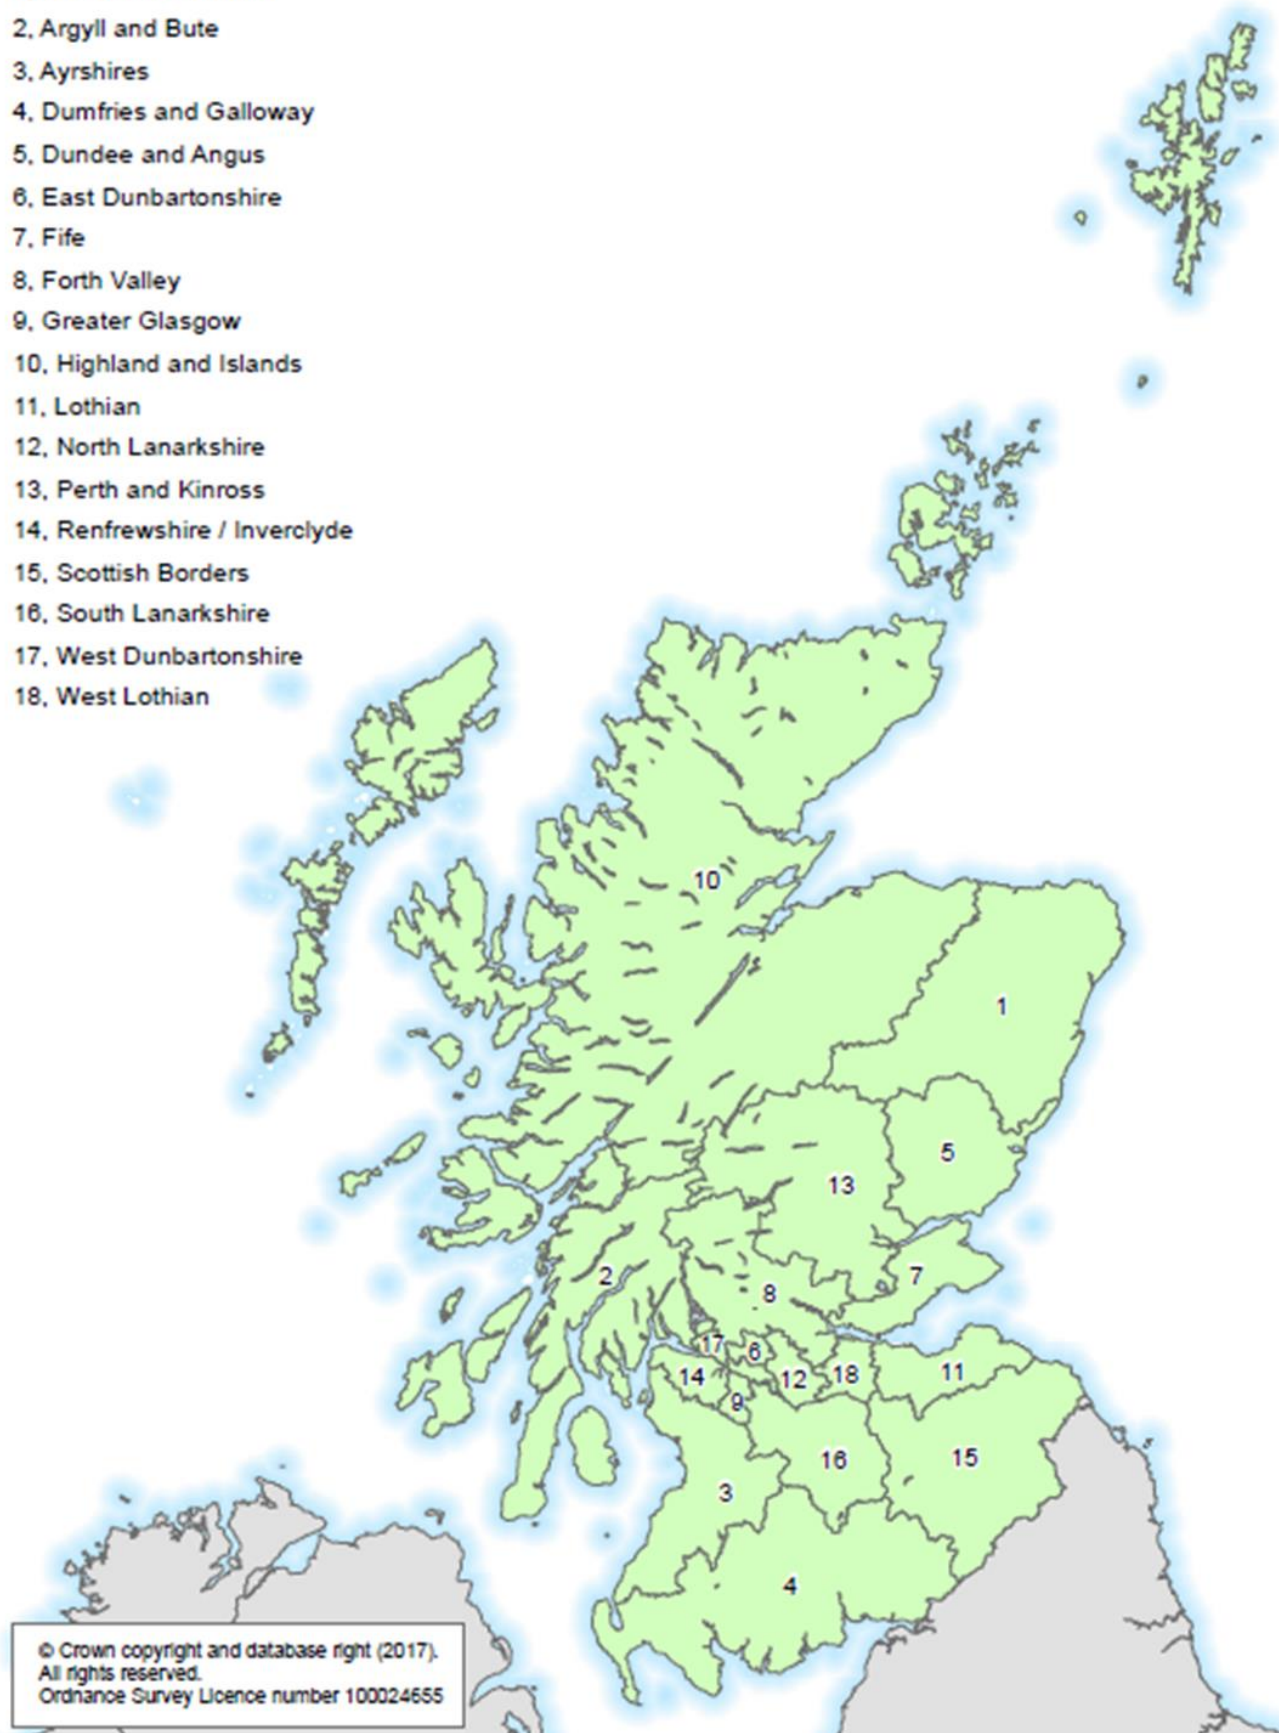 2, Argyll and Bute
3, Ayrshires
4, Dumfries and Galloway
5, Dundee and Angus
6, East Dunbartonshire
7, Fife
8, Forth Valley
9, Greater Glasgow
10, Highland and Islands
11, Lothian
12, North Lanarkshire
13, Perth and Kinross
14, Renfrewshire / Inverclyde
15, Scottish Borders
16, South Lanarkshire
17, West Dunbartonshire
18, West Lothian
10
1
5
13
2
7
8
17
6
14
12
18
11
9
16
15
3
4
© Crown copyright and database right (2017).
All rights reserved.
Ordnance Survey Licence number 100024655